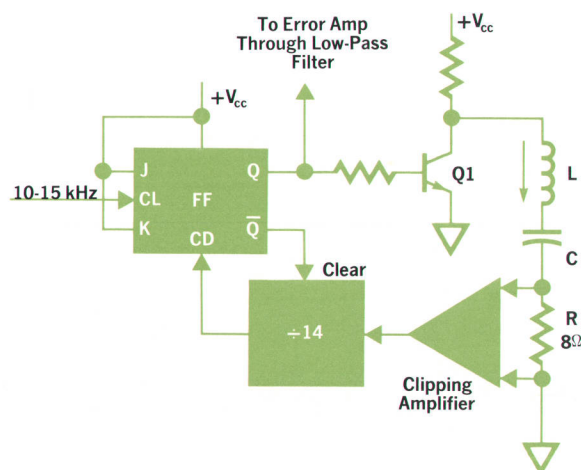 To Error Amp
Through Low-Pass
Filter
+Vcc
+Vcc
J
Q
Q1
L
10-15 kHz
CL
FF
K
Q̅
CD
Clear
C
÷14
R
8Ω
Clipping
Amplifier